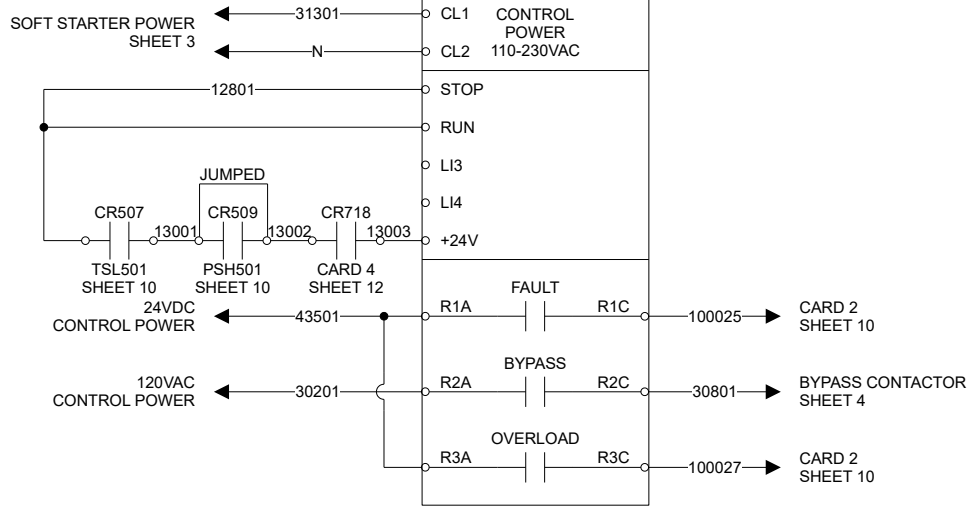 SOFT STARTER POWER
SHEET 3
31301
N
CL1
CL2
CONTROL
POWER
110-230VAC
12801
STOP
RUN
LI3
LI4
+24V
JUMPED
CR507
CR509
CR718
13001
13002
13003
TSL501
SHEET 10
PSH501
SHEET 10
CARD 4
SHEET 12
24VDC
CONTROL POWER
43501
R1A
FAULT
R1C
100025
CARD 2
SHEET 10
120VAC
CONTROL POWER
30201
R2A
BYPASS
R2C
30801
BYPASS CONTACTOR
SHEET 4
R3A
OVERLOAD
R3C
100027
CARD 2
SHEET 10